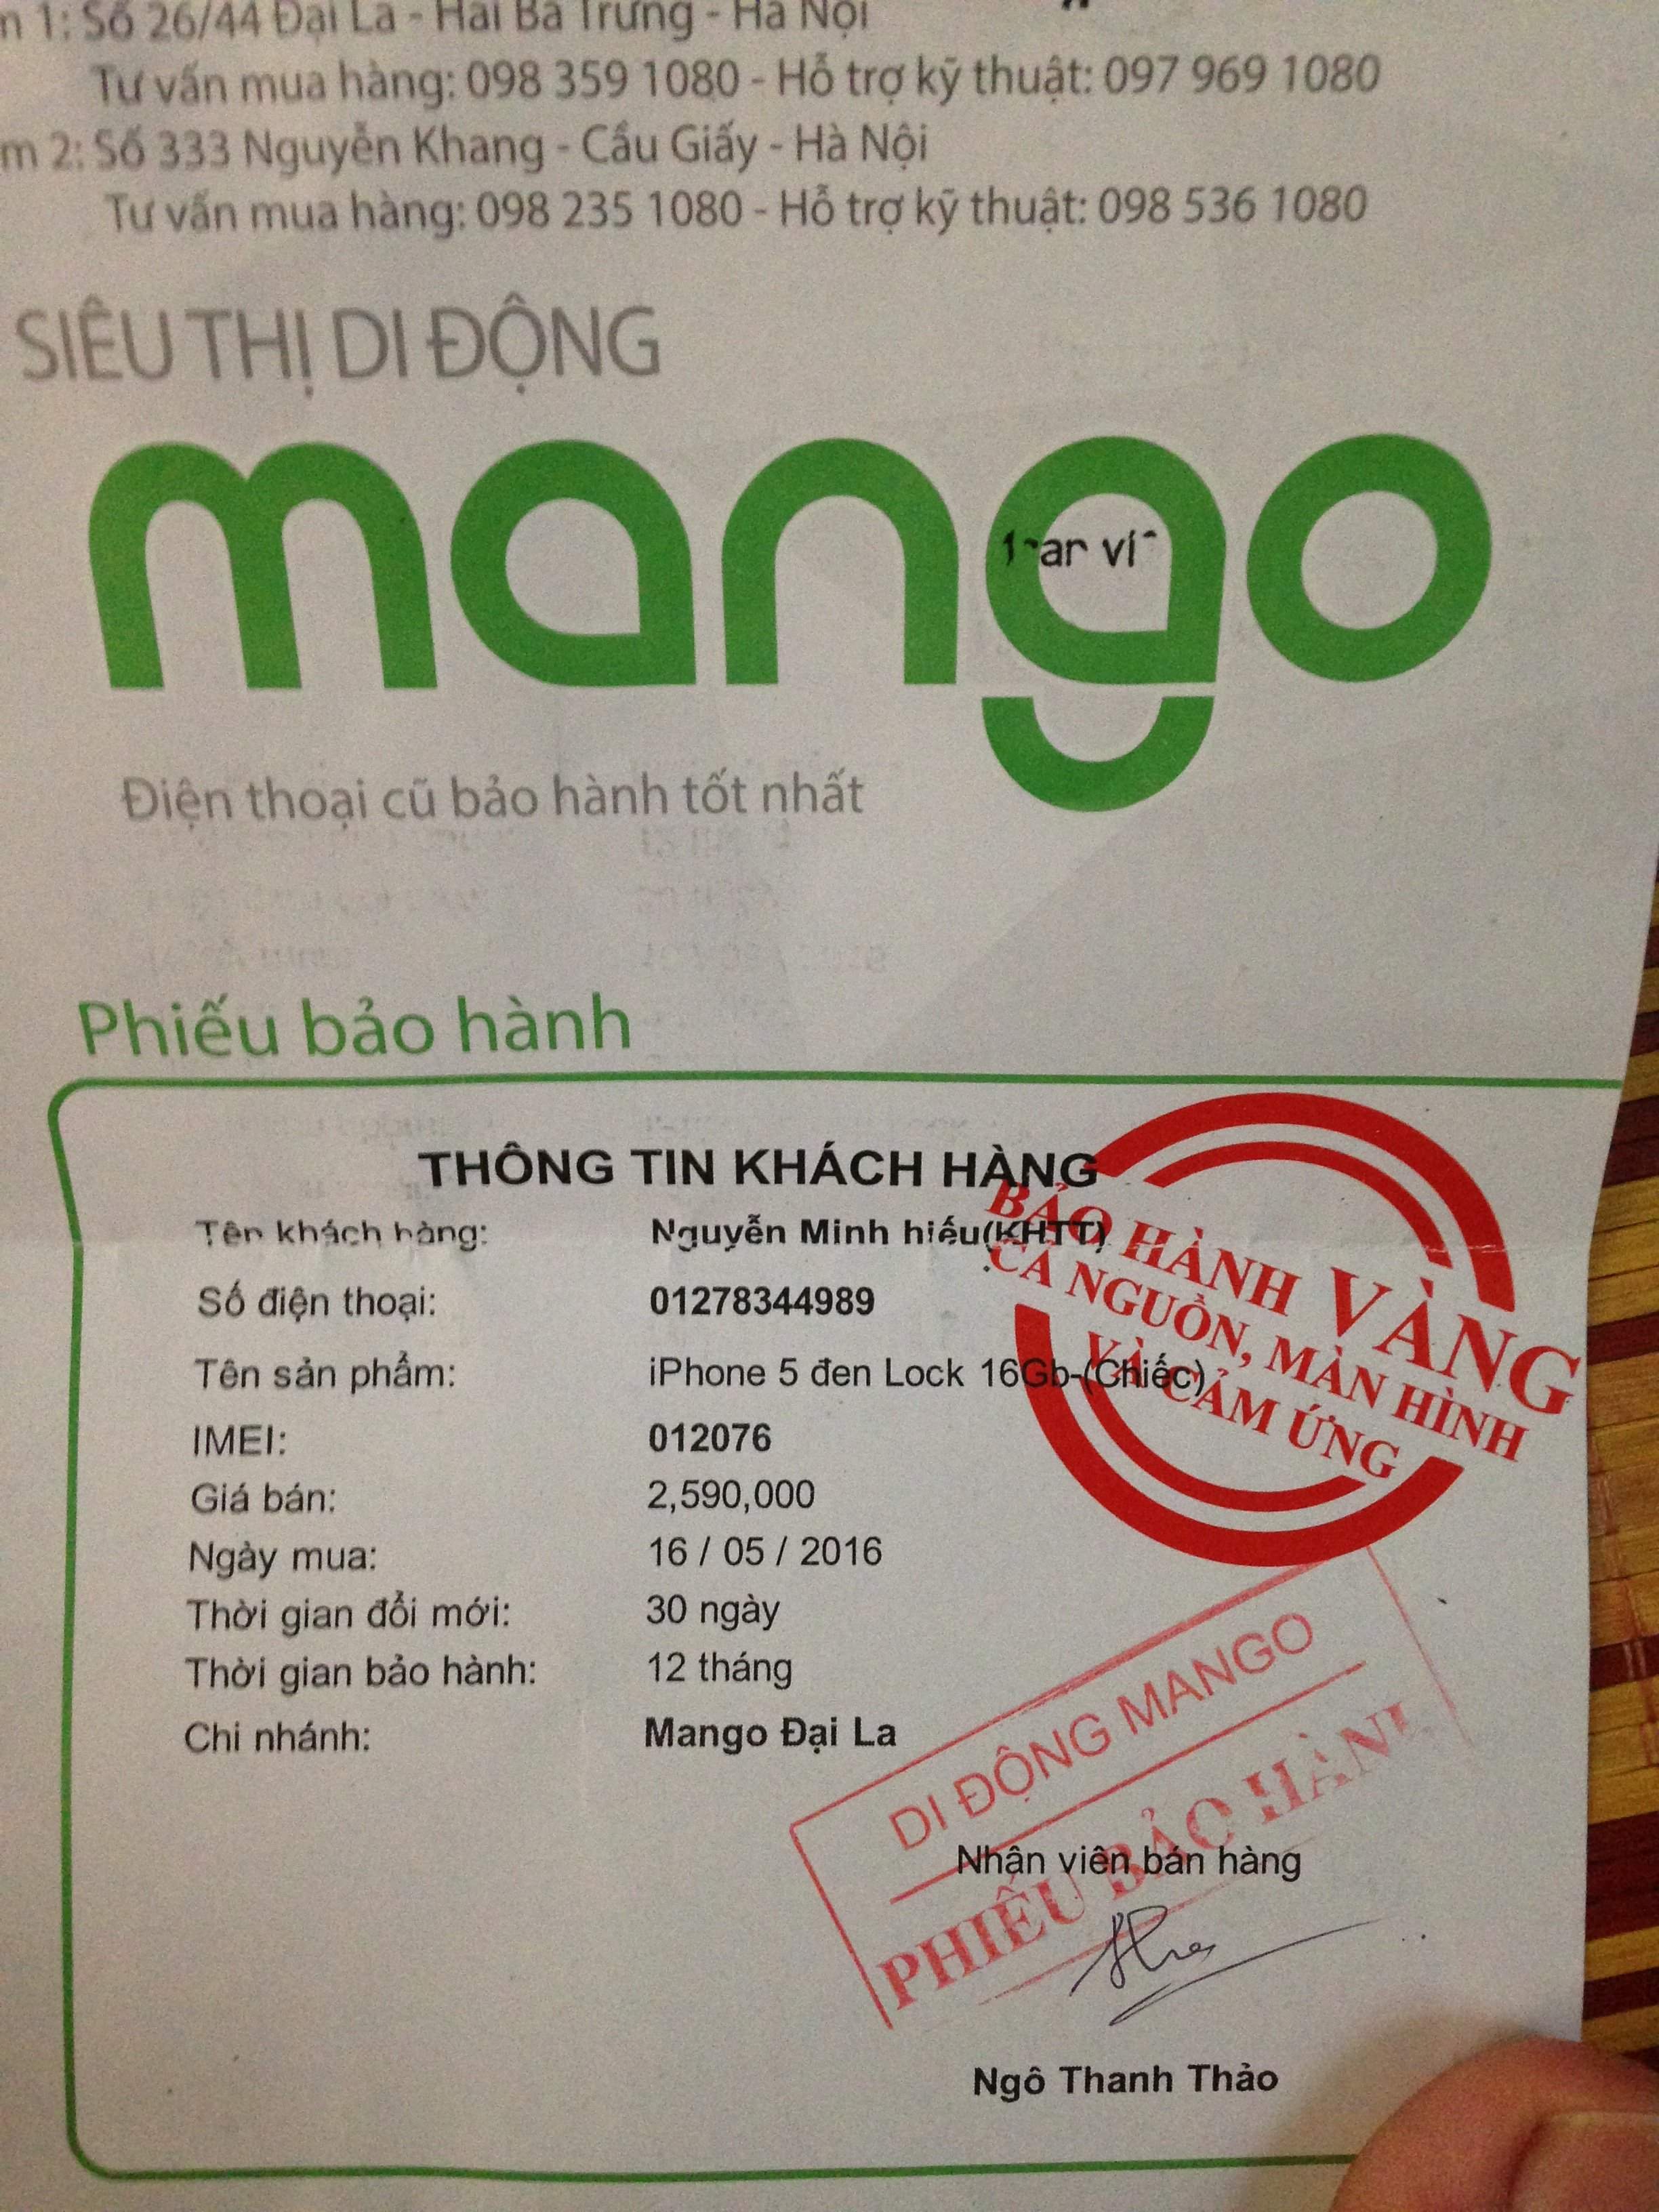 1: Số 26/44 Đại La - Hai Bà Trưng - Hà Nội
Tư vấn mua hàng: 098 359 1080 - Hỗ trợ kỹ thuật: 097 969 1080
m 2: Số 333 Nguyễn Khang - Cầu Giấy - Hà Nội
Tư vấn mua hàng: 098 235 1080 - Hỗ trợ kỹ thuật: 098 536 1080
SIÊU THỊ DI ĐỘNG
mango
Điện thoại cũ bảo hành tốt nhất
Phiếu bảo hành
THÔNG TIN KHÁCH HÀNG
Tên khách hàng: Nguyễn Minh hiếu(KHTT)
Số điện thoại: 01278344989
Tên sản phẩm: iPhone 5 đen Lock 16Gb-(Chiếc)
IMEI: 012076
Giá bán: 2,590,000
Ngày mua: 16 / 05 / 2016
Thời gian đổi mới: 30 ngày
Thời gian bảo hành: 12 tháng
Chi nhánh: Mango Đại La
BẢO HÀNH VÀNG
CẢ NGUỒN, MÀN HÌNH
VÀ CẢM ỨNG
DI ĐỘNG MANGO
PHIẾU BẢO HÀNH
Nhân viên bán hàng
Ngô Thanh Thảo